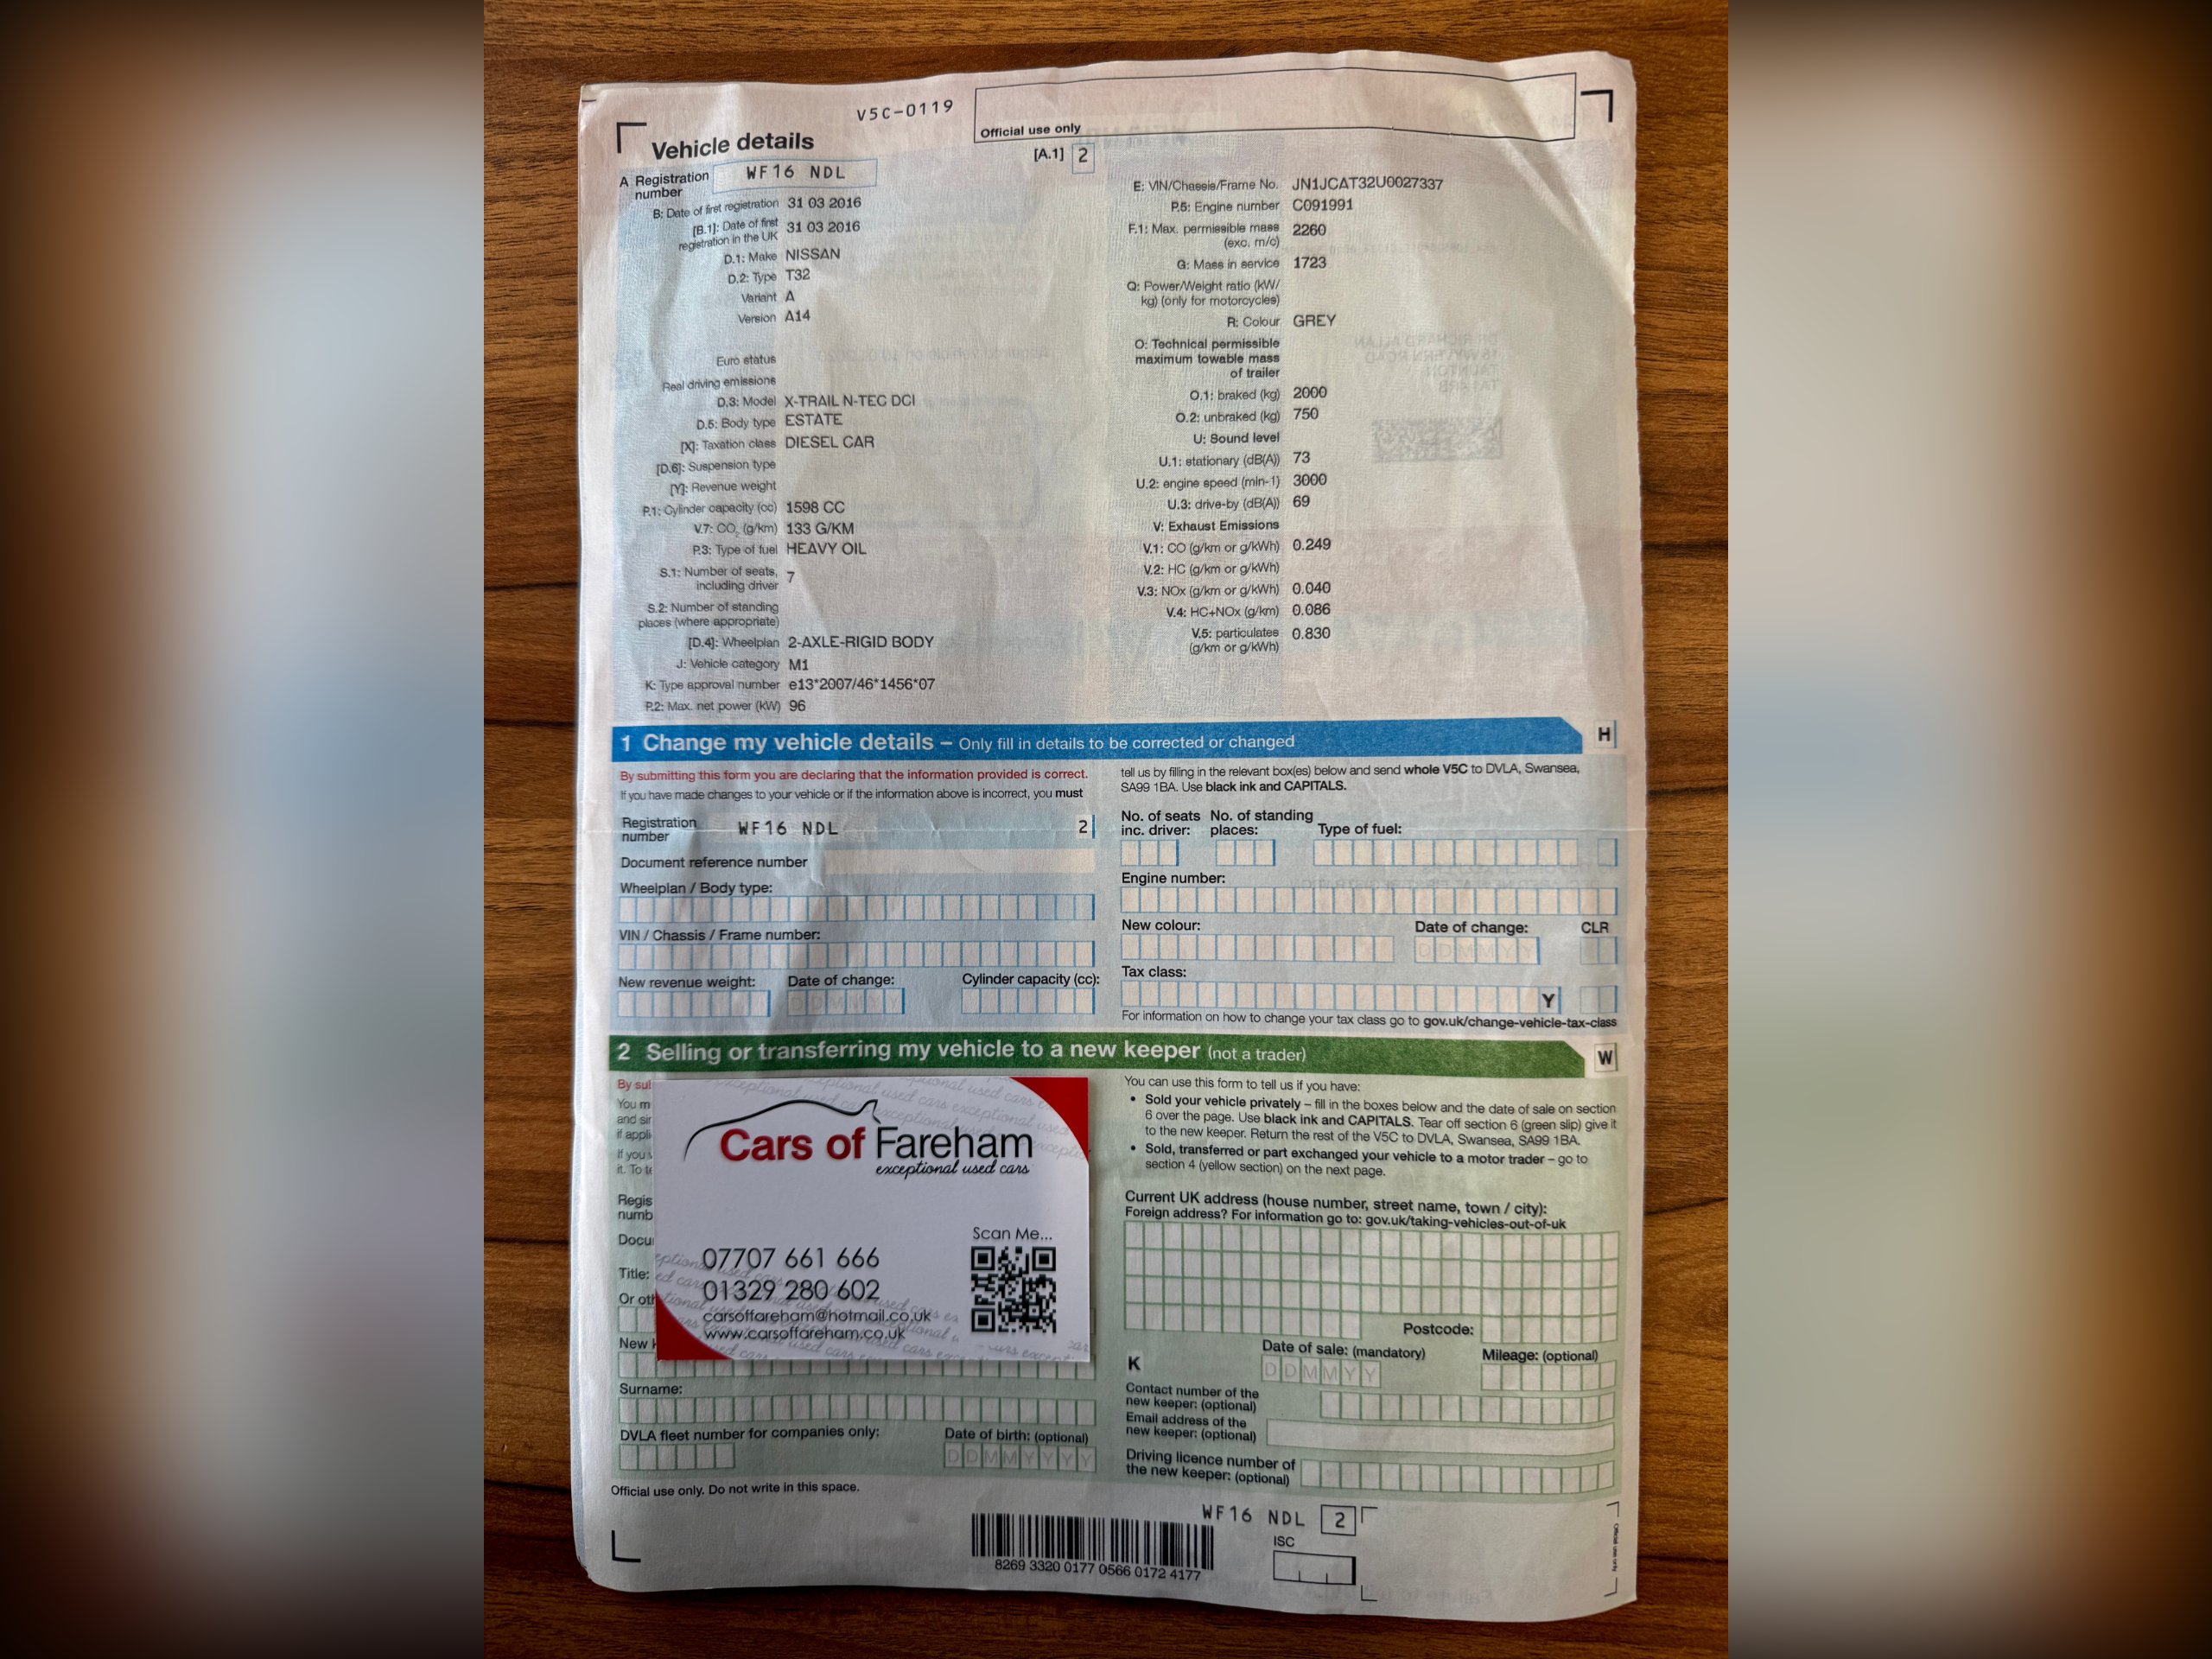 V5C-0119
Official use only
Vehicle details
[A.1] 2
A Registration number WF16 NDL
B: Date of first registration 31 03 2016
[B.1]: Date of first registration in the UK 31 03 2016
D.1: Make NISSAN
D.2: Type T32
Variant A
Version A14
Euro status
Real driving emissions
D.3: Model X-TRAIL N-TEC DCI
D.5: Body type ESTATE
[X]: Taxation class DIESEL CAR
[D.6]: Suspension type
[Y]: Revenue weight
P.1: Cylinder capacity (cc) 1598 CC
V.7: CO2 (g/km) 133 G/KM
P.3: Type of fuel HEAVY OIL
S.1: Number of seats, including driver 7
S.2: Number of standing places (where appropriate)
[D.4]: Wheelplan 2-AXLE-RIGID BODY
J: Vehicle category M1
K: Type approval number e13*2007/46*1456*07
P.2: Max. net power (kW) 96
E: VIN/Chassis/Frame No. JN1JCAT32U0027337
P.5: Engine number C091991
F.1: Max. permissible mass (exc. m/c) 2260
G: Mass in service 1723
Q: Power/Weight ratio (kW/kg) (only for motorcycles)
R: Colour GREY
O: Technical permissible maximum towable mass of trailer
O.1: braked (kg) 2000
O.2: unbraked (kg) 750
U: Sound level
U.1: stationary (dB(A)) 73
U.2: engine speed (min-1) 3000
U.3: drive-by (dB(A)) 69
V: Exhaust Emissions
V.1: CO (g/km or g/kWh) 0.249
V.2: HC (g/km or g/kWh)
V.3: NOx (g/km or g/kWh) 0.040
V.4: HC+NOx (g/km) 0.086
V.5: particulates (g/km or g/kWh) 0.830
1 Change my vehicle details – Only fill in details to be corrected or changed
H
By submitting this form you are declaring that the information provided is correct.
If you have made changes to your vehicle or if the information above is incorrect, you must
tell us by filling in the relevant box(es) below and send whole V5C to DVLA, Swansea,
SA99 1BA. Use black ink and CAPITALS.
Registration number WF16 NDL 2
Document reference number
Wheelplan / Body type:
VIN / Chassis / Frame number:
New revenue weight: Date of change: Cylinder capacity (cc):
No. of seats inc. driver: No. of standing places: Type of fuel:
Engine number:
New colour: Date of change: CLR
DDMMYY
Tax class:
Y
For information on how to change your tax class go to gov.uk/change-vehicle-tax-class
2 Selling or transferring my vehicle to a new keeper (not a trader)
W
By
You
and
if
If you
it. To
Title:
Or
New
Surname:
DVLA fleet number for companies only: Date of birth: (optional)
DDMMYYYY
Cars of Fareham
exceptional used cars
Scan Me...
07707 661 666
01329 280 602
carsoffareham@hotmail.co.uk
www.carsoffareham.co.uk
You can use this form to tell us if you have:
• Sold your vehicle privately – fill in the boxes below and the date of sale on section
6 over the page. Use black ink and CAPITALS. Tear off section 6 (green slip) give it
to the new keeper. Return the rest of the V5C to DVLA, Swansea, SA99 1BA.
• Sold, transferred or part exchanged your vehicle to a motor trader – go to
section 4 (yellow section) on the next page.
Current UK address (house number, street name, town / city):
Foreign address? For information go to: gov.uk/taking-vehicles-out-of-uk
Postcode:
K
Date of sale: (mandatory) Mileage: (optional)
DDMMYY
Contact number of the
new keeper: (optional)
Email address of the
new keeper: (optional)
Driving licence number of
the new keeper: (optional)
Official use only. Do not write in this space.
WF16 NDL 2
ISC
8269 3320 0177 0566 0172 4177
Official use only